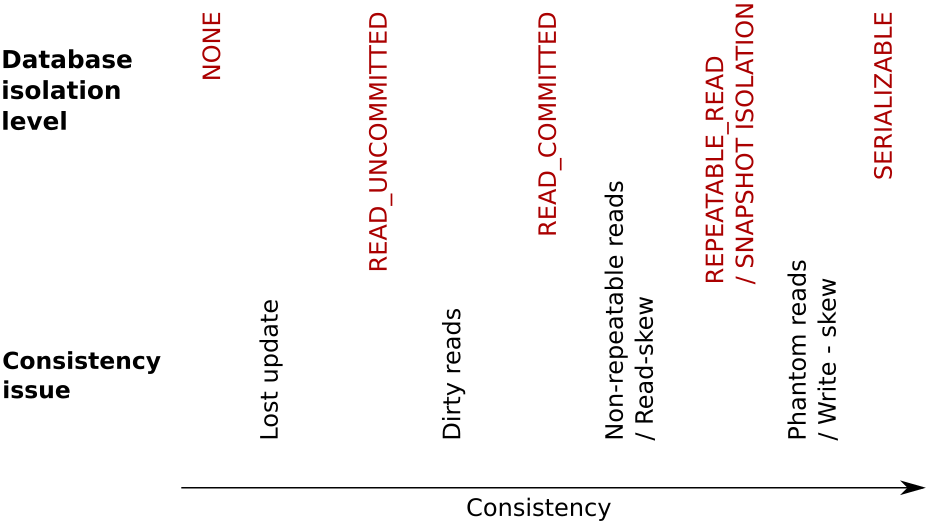 Database
isolation
level
NONE
READ_UNCOMMITTED
READ_COMMITTED
REPEATABLE_READ
/ SNAPSHOT ISOLATION
SERIALIZABLE
Consistency
issue
Lost update
Dirty reads
Non-repeatable reads
/ Read-skew
Phantom reads
/ Write - skew
Consistency